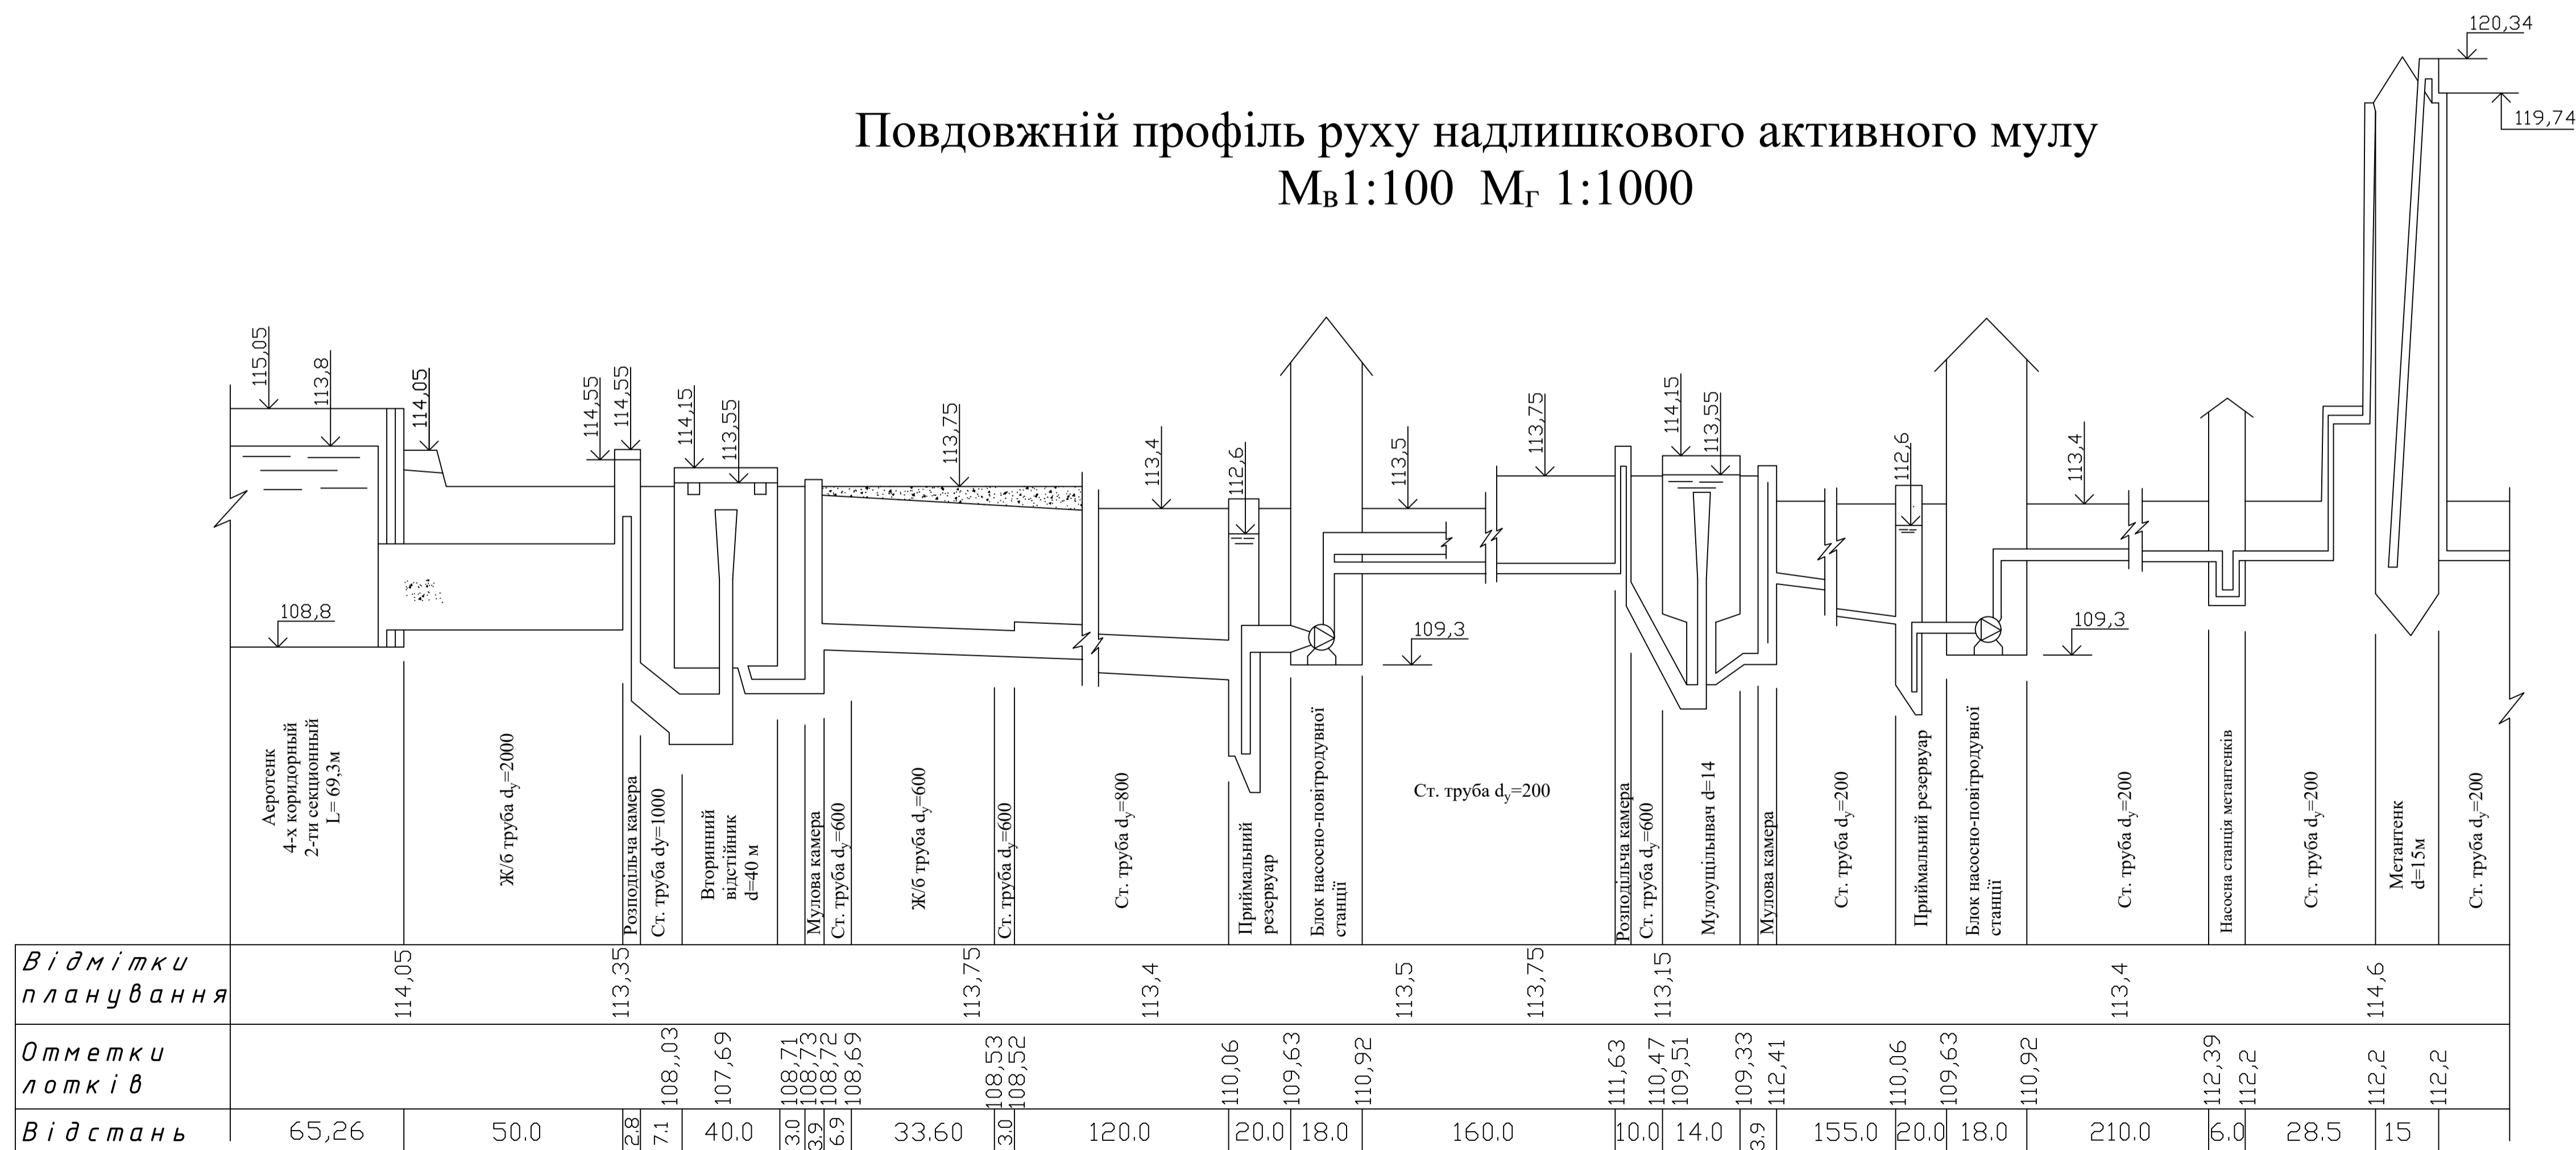 120,34
119,74
Повдовжній профіль руху надлишкового активного мулу
Мв1:100 Мг 1:1000
115,05
113,8
114,05
114,55
114,55
114,15
113,55
113,75
113,4
112,6
113,5
113,75
114,15
113,55
112,6
113,4
108,8
109,3
109,3
Аеротенк
4-х коридорный
2-ти секционный
L= 69,3м
Ж/б труба dу=2000
Розподільча камера
Ст. труба dу=1000
Вторинний
відстійник
d=40 м
Мулова камера
Ст. труба dу=600
Ж/б труба dу=600
Ст. труба dу=600
Ст. труба dу=800
Приймальний
резервуар
Блок насосно-повітродувної
станції
Ст. труба dу=200
Розподільча камера
Ст. труба dу=600
Мулоущільнвач d=14
Мулова камера
Ст. труба dу=200
Приймальний резервуар
Блок насосно-повітродувної
станції
Ст. труба dу=200
Насосна станція метантенків
Ст. труба dу=200
Метантенк
d=15м
Ст. труба dу=200
Відмітки
планування
114,05 113,35 113,75 113,4 113,5 113,75 113,15 113,4 114,6
Отметки
лотків
108,03 107,69 108,71 108,73 108,72 108,69 108,53 108,52 110,06 109,63 110,92 111,63 110,47 109,51 109,33 112,41 110,06 109,63 110,92 112,39 112,2 112,2 112,2
Відстань
65,26 50.0 2.8 7.1 40.0 3.0 3.9 6.9 33.60 3.0 120.0 20.0 18.0 160.0 10.0 14.0 3.9 155.0 20.0 18.0 210.0 6.0 28.5 15